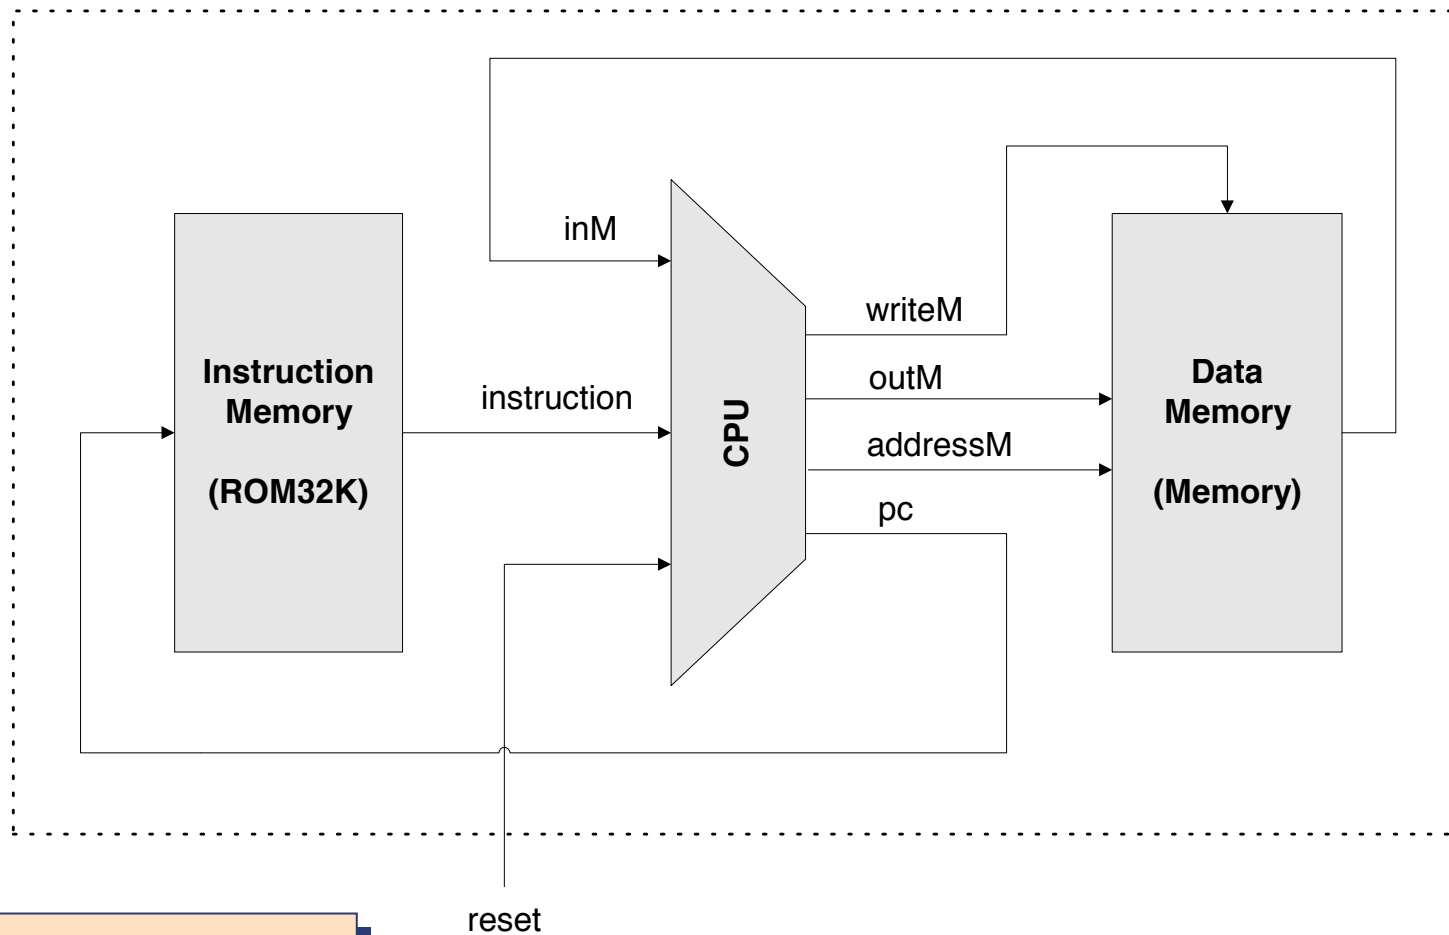 inM
writeM
Instruction
Memory
(ROM32K)
instruction
CPU
outM
addressM
pc
Data
Memory
(Memory)
reset